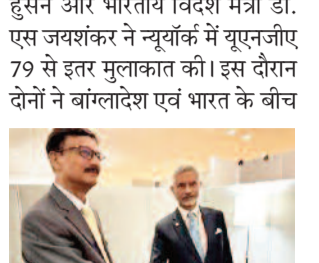 हुसैन और भारतीय विदेश मंत्री डॉ.
एस जयशंकर ने न्यूयॉर्क में यूएनजीए
79 से इतर मुलाकात की। इस दौरान
दोनों ने बांग्लादेश एवं भारत के बीच